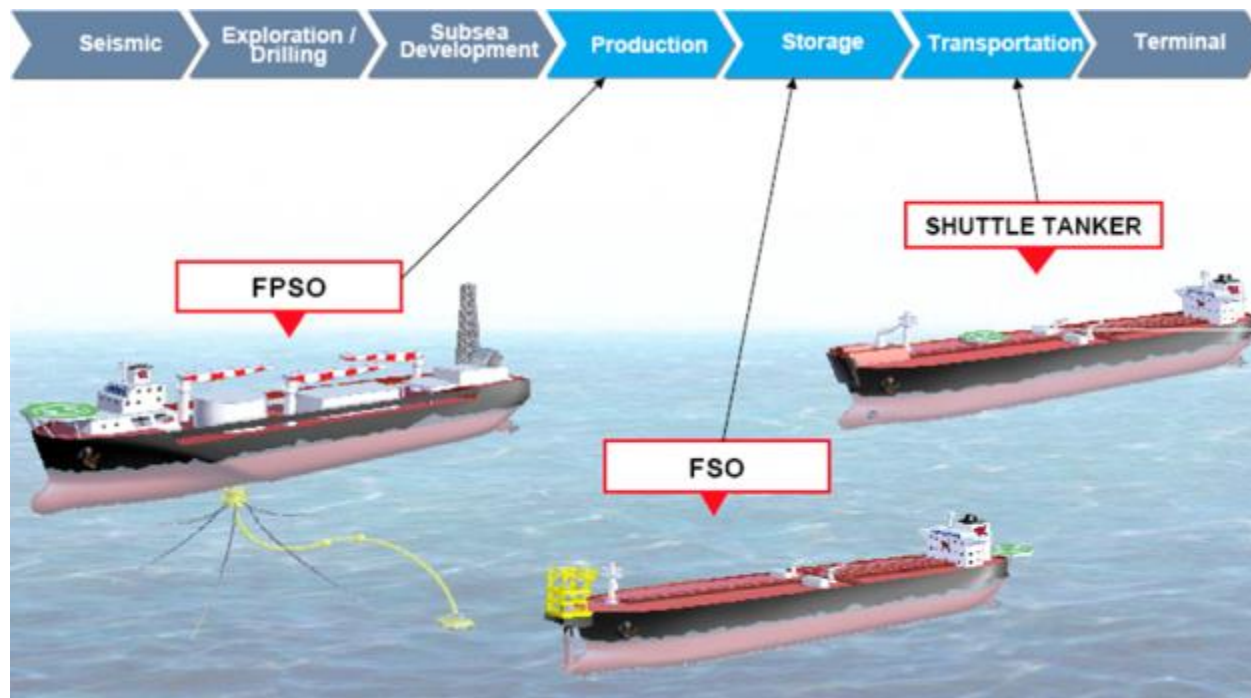 Seismic
Exploration /
Drilling
Subsea
Development
Production
Storage
Transportation
Terminal
SHUTTLE TANKER
FPSO
FSO